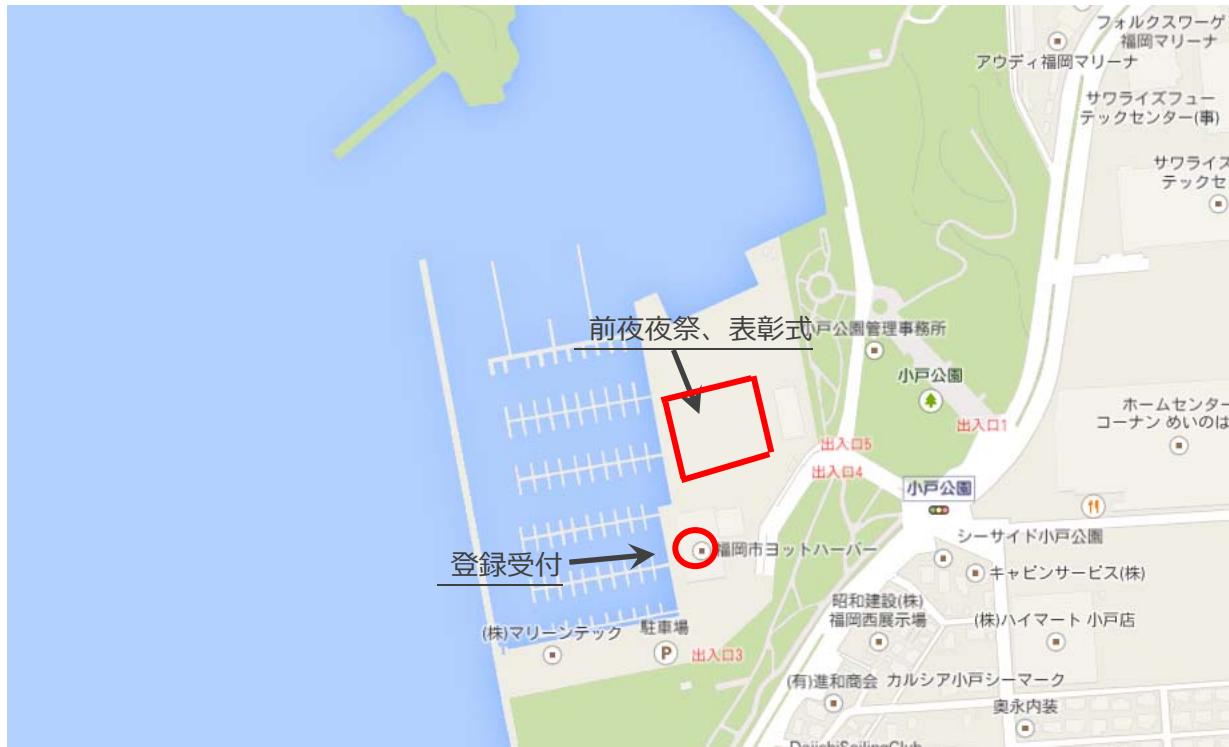 フォルクスワーゲ
福岡マリーナ
アウディ福岡マリーナ
サワライズフュー
テックセンター(事)
サワライズ
テックセ
前夜夜祭、表彰式
小戸公園管理事務所
小戸公園
ホームセンター
コーナン めいのは
出入口1
出入口5
出入口4
小戸公園
シーサイド小戸公園
福岡市ヨットハーバー
登録受付
キャビンサービス(株)
昭和建設(株)
福岡西展示場
(株)ハイマート 小戸店
(株)マリーンテック
駐車場
P
出入口3
(有)進和商会
カルシア小戸シーマーク
奥永内装
DaiichiSailingClub